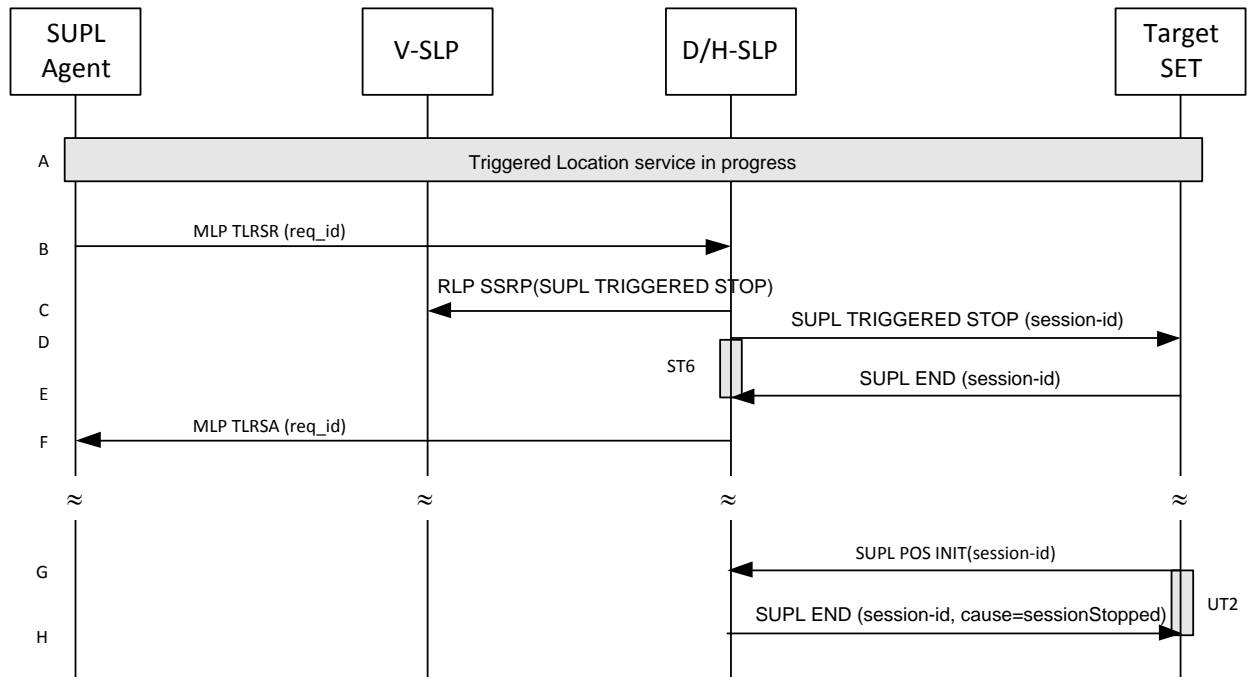 SUPL
Agent
V-SLP
D/H-SLP
Target
SET
A
Triggered Location service in progress
MLP TLRSR (req_id)
B
RLP SSRP(SUPL TRIGGERED STOP)
C
SUPL TRIGGERED STOP (session-id)
D
ST6
SUPL END (session-id)
E
MLP TLRSA (req_id)
F
≈ ≈ ≈ ≈
SUPL POS INIT(session-id)
G
UT2
SUPL END (session-id, cause=sessionStopped)
H